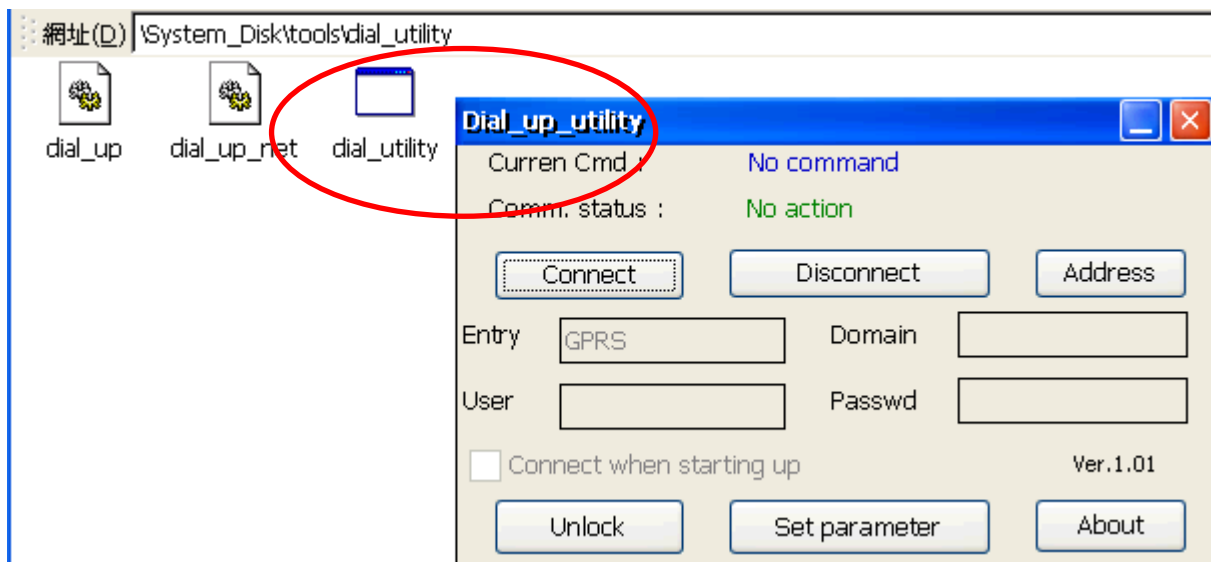 網址(D) \System_Disk\tools\dial_utility
dial_up dial_up_net dial_utility
Dial_up_utility
Curren Cmd : No command
Comm. status : No action
Connect Disconnect Address
Entry GPRS Domain
User Passwd
Connect when starting up Ver.1.01
Unlock Set parameter About